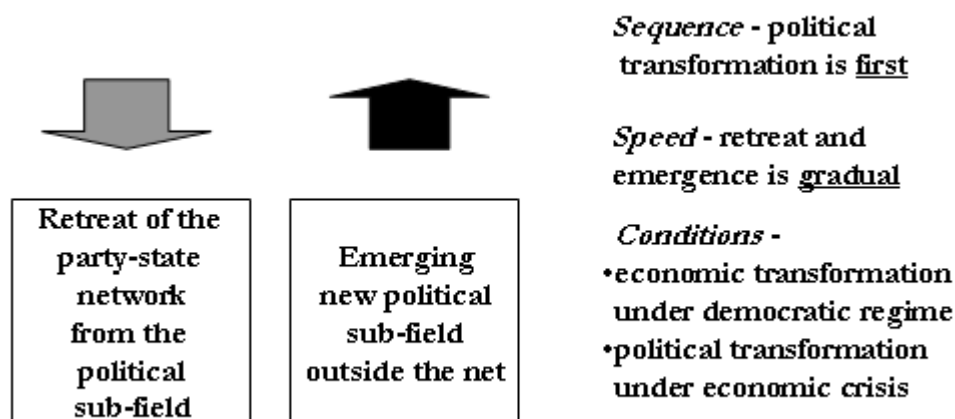 Retreat of the
party-state
network
from the
political
sub-field
Emerging
new political
sub-field
outside the net
Sequence - political
transformation is first
Speed - retreat and
emergence is gradual
Conditions -
•economic transformation
under democratic regime
•political transformation
under economic crisis